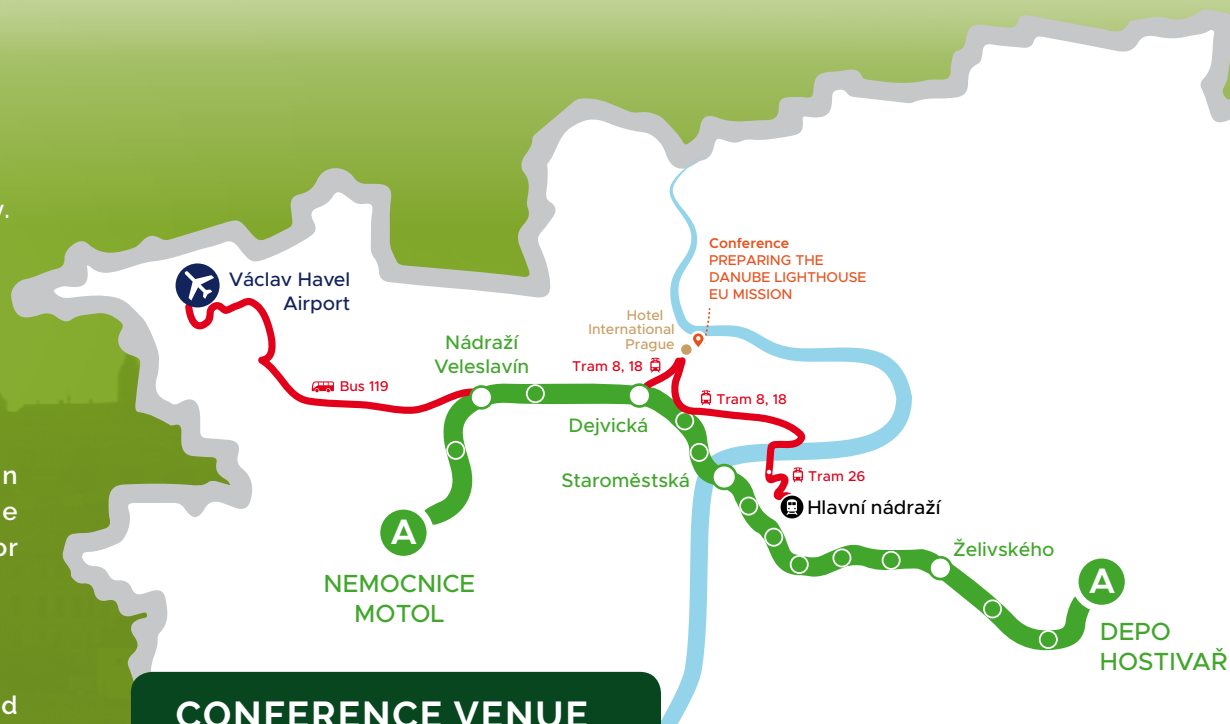 y.
n
e
or
d
Václav Havel
Airport
Bus 119
Nádraží
Veleslavín
Conference
PREPARING THE
DANUBE LIGHTHOUSE
EU MISSION
Hotel
International
Prague
Tram 8, 18
Tram 8, 18
Dejvická
Staroměstská
Tram 26
Hlavní nádraží
Želivského
A
NEMOCNICE
MOTOL
A
DEPO
HOSTIVAŘ
CONFERENCE VENUE